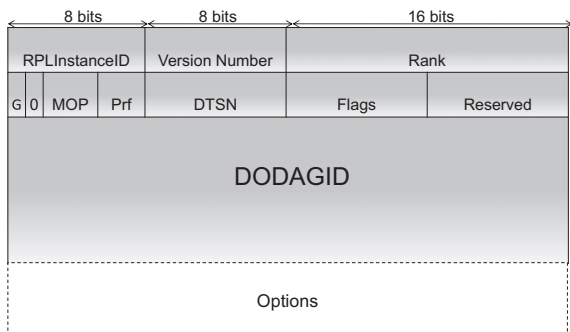 8 bits 8 bits 16 bits
RPLInstanceID Version Number Rank
G 0 MOP Prf DTSN Flags Reserved
DODAGID
Options